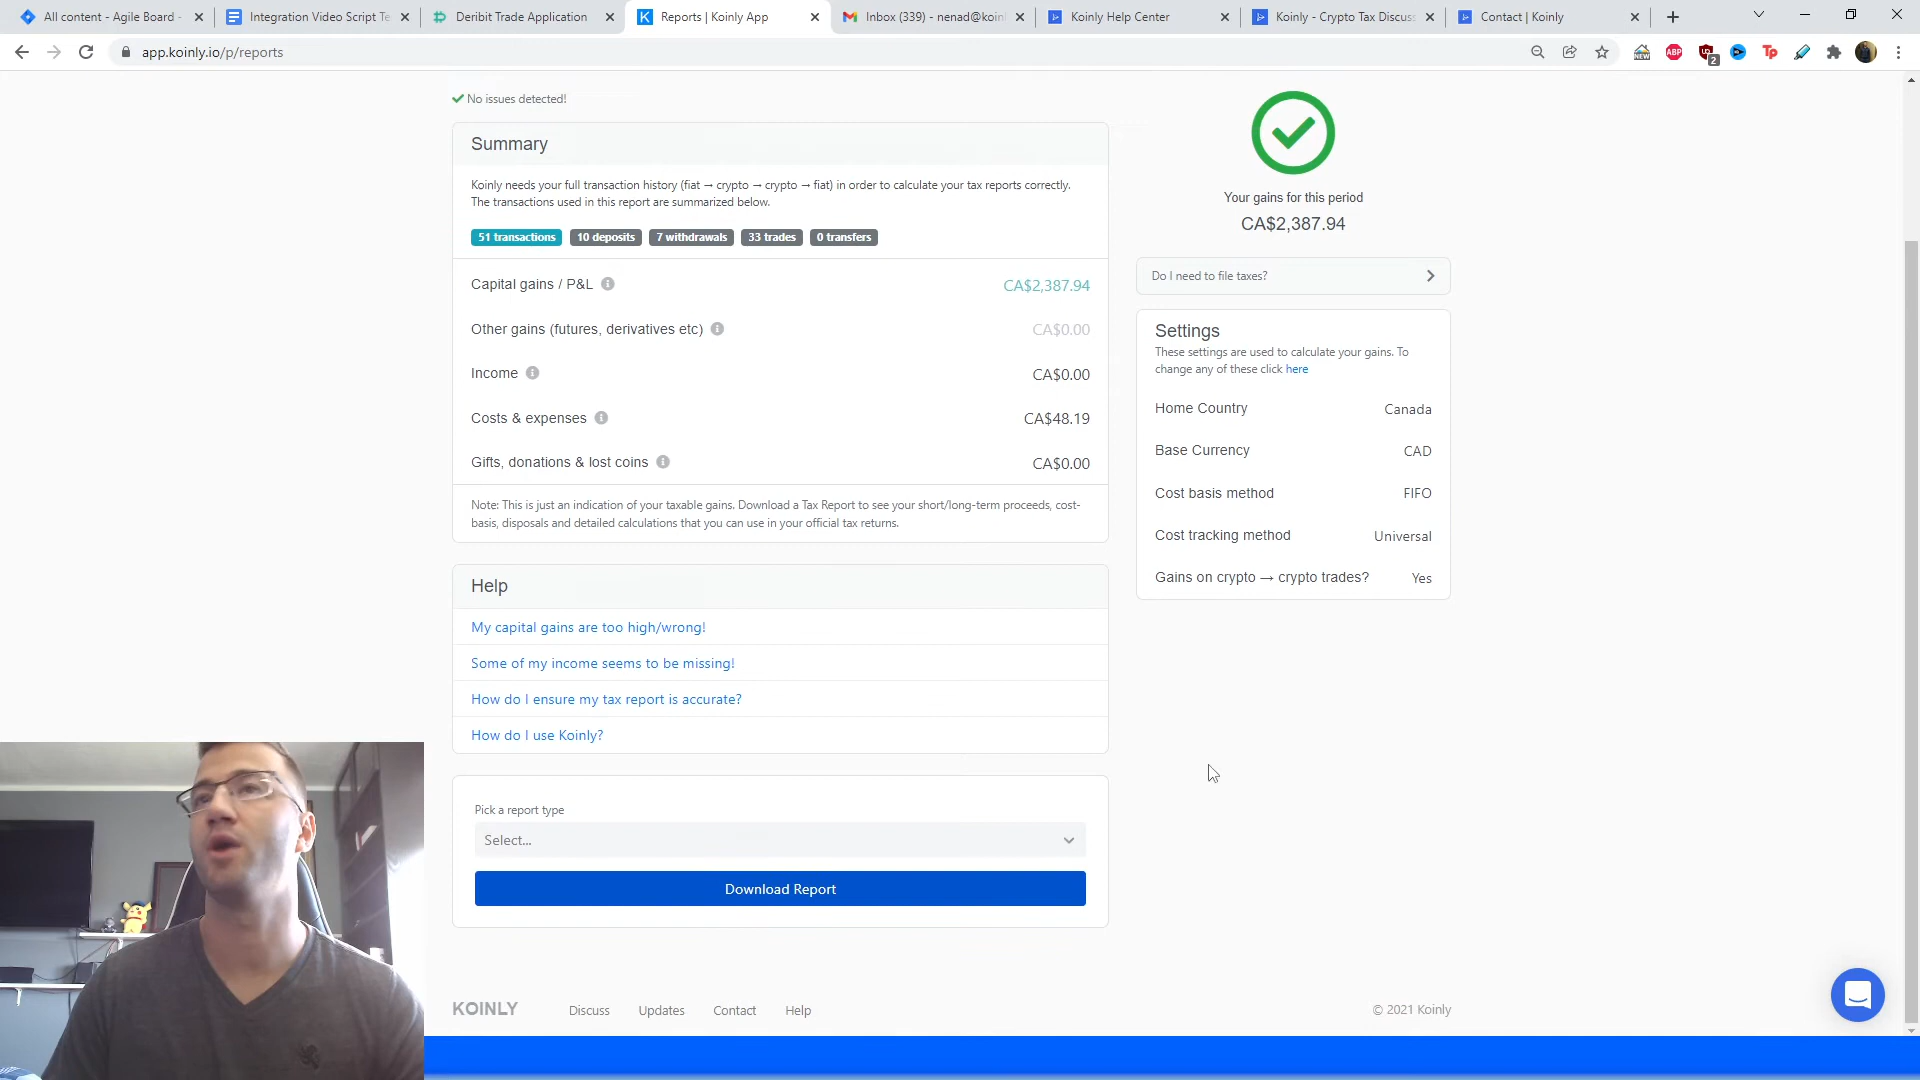 All content - Agile Board -
Integration Video Script Te
Deribit Trade Application
Reports | Koinly App
Inbox (339) - nenad@koin
Koinly Help Center
Koinly - Crypto Tax Discus
Contact | Koinly
app.koinly.io/p/reports
ABP
2
Tp
No issues detected!
Summary
Koinly needs your full transaction history (fiat → crypto → crypto → fiat) in order to calculate your tax reports correctly.
The transactions used in this report are summarized below.
51 transactions 10 deposits 7 withdrawals 33 trades 0 transfers
Capital gains / P&L CA$2,387.94
Other gains (futures, derivatives etc) CA$0.00
Income CA$0.00
Costs & expenses CA$48.19
Gifts, donations & lost coins CA$0.00
Note: This is just an indication of your taxable gains. Download a Tax Report to see your short/long-term proceeds, cost-
basis, disposals and detailed calculations that you can use in your official tax returns.
Help
My capital gains are too high/wrong!
Some of my income seems to be missing!
How do I ensure my tax report is accurate?
How do I use Koinly?
Pick a report type
Select...
Download Report
Your gains for this period
CA$2,387.94
Do I need to file taxes?
Settings
These settings are used to calculate your gains. To
change any of these click here
Home Country Canada
Base Currency CAD
Cost basis method FIFO
Cost tracking method Universal
Gains on crypto → crypto trades? Yes
KOINLY Discuss Updates Contact Help © 2021 Koinly